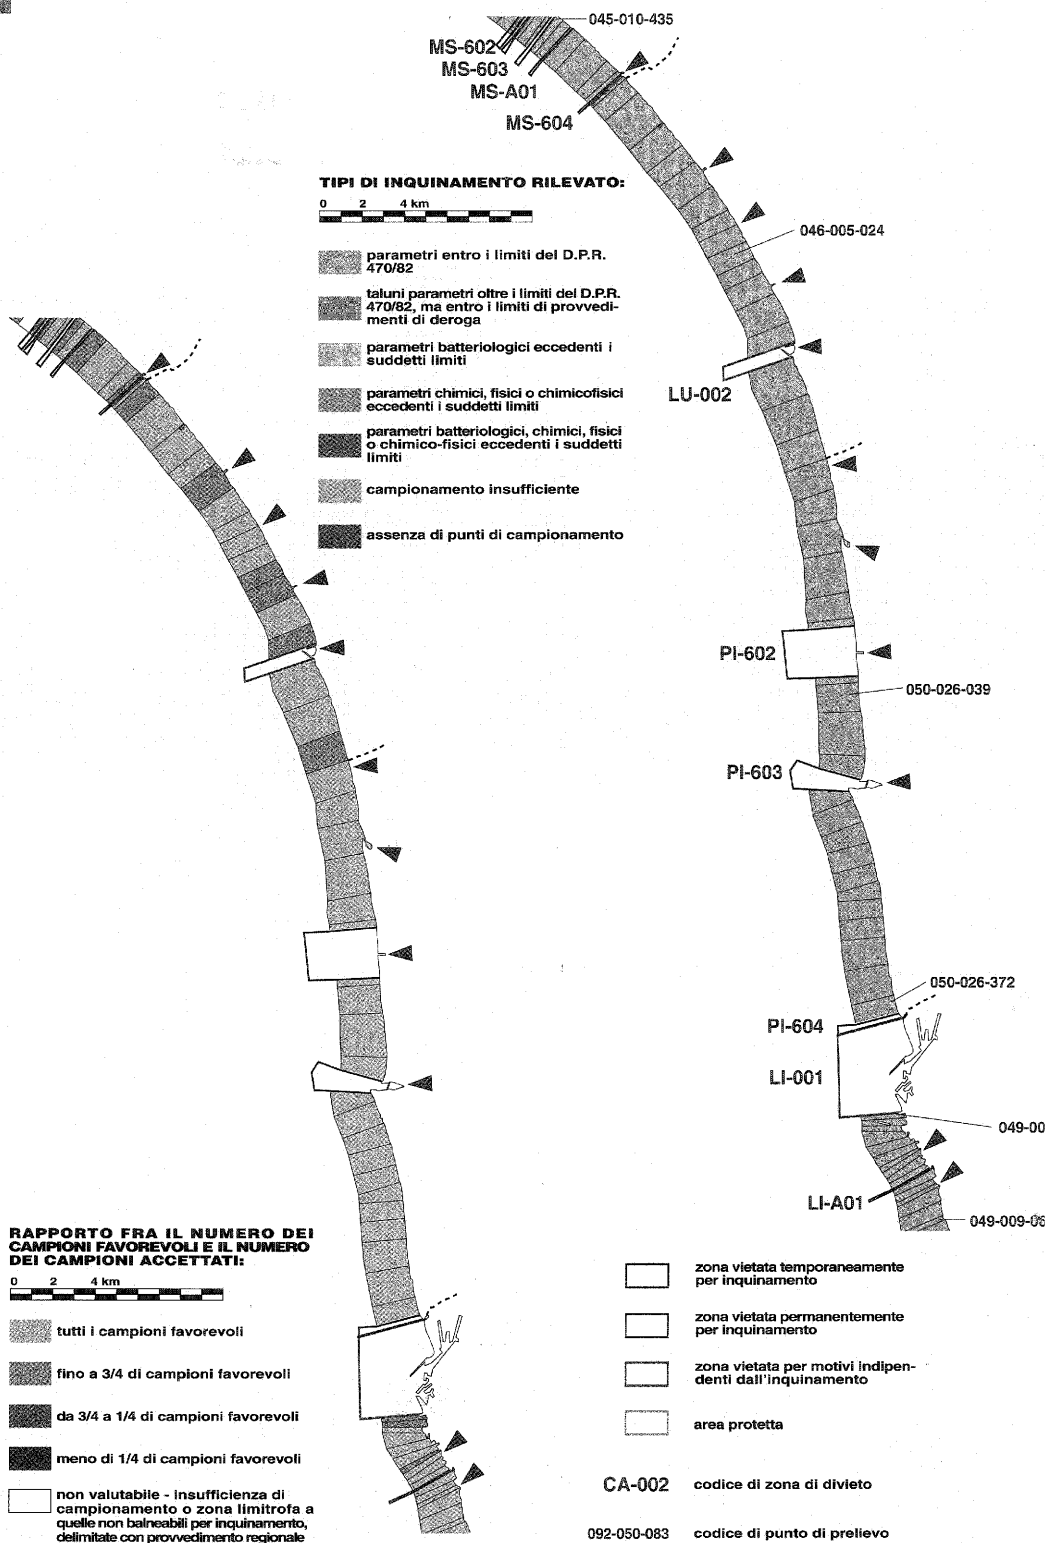 045-010-435
MS-602
MS-603
MS-A01
MS-604
TIPI DI INQUINAMENTO RILEVATO:
0 2 4 km
parametri entro i limiti del D.P.R.
470/82
taluni parametri oltre i limiti del D.P.R.
470/82, ma entro i limiti di provvedi-
menti di deroga
parametri batteriologici eccedenti i
suddetti limiti
parametri chimici, fisici o chimicofisici
eccedenti i suddetti limiti
parametri batteriologici, chimici, fisici
o chimico-fisici eccedenti i suddetti
limiti
campionamento insufficiente
assenza di punti di campionamento
046-005-024
LU-002
PI-602
050-026-039
PI-603
050-026-372
PI-604
LI-001
049-00
LI-A01
049-009-06
RAPPORTO FRA IL NUMERO DEI
CAMPIONI FAVOREVOLI E IL NUMERO
DEI CAMPIONI ACCETTATI:
0 2 4 km
tutti i campioni favorevoli
fino a 3/4 di campioni favorevoli
da 3/4 a 1/4 di campioni favorevoli
meno di 1/4 di campioni favorevoli
non valutabile - insufficienza di
campionamento o zona limitrofa a
quelle non balneabili per inquinamento,
delimitate con provvedimento regionale
zona vietata temporaneamente
per inquinamento
zona vietata permanentemente
per inquinamento
zona vietata per motivi indipen-
denti dall'inquinamento
area protetta
CA-002 codice di zona di divieto
092-050-083 codice di punto di prelievo